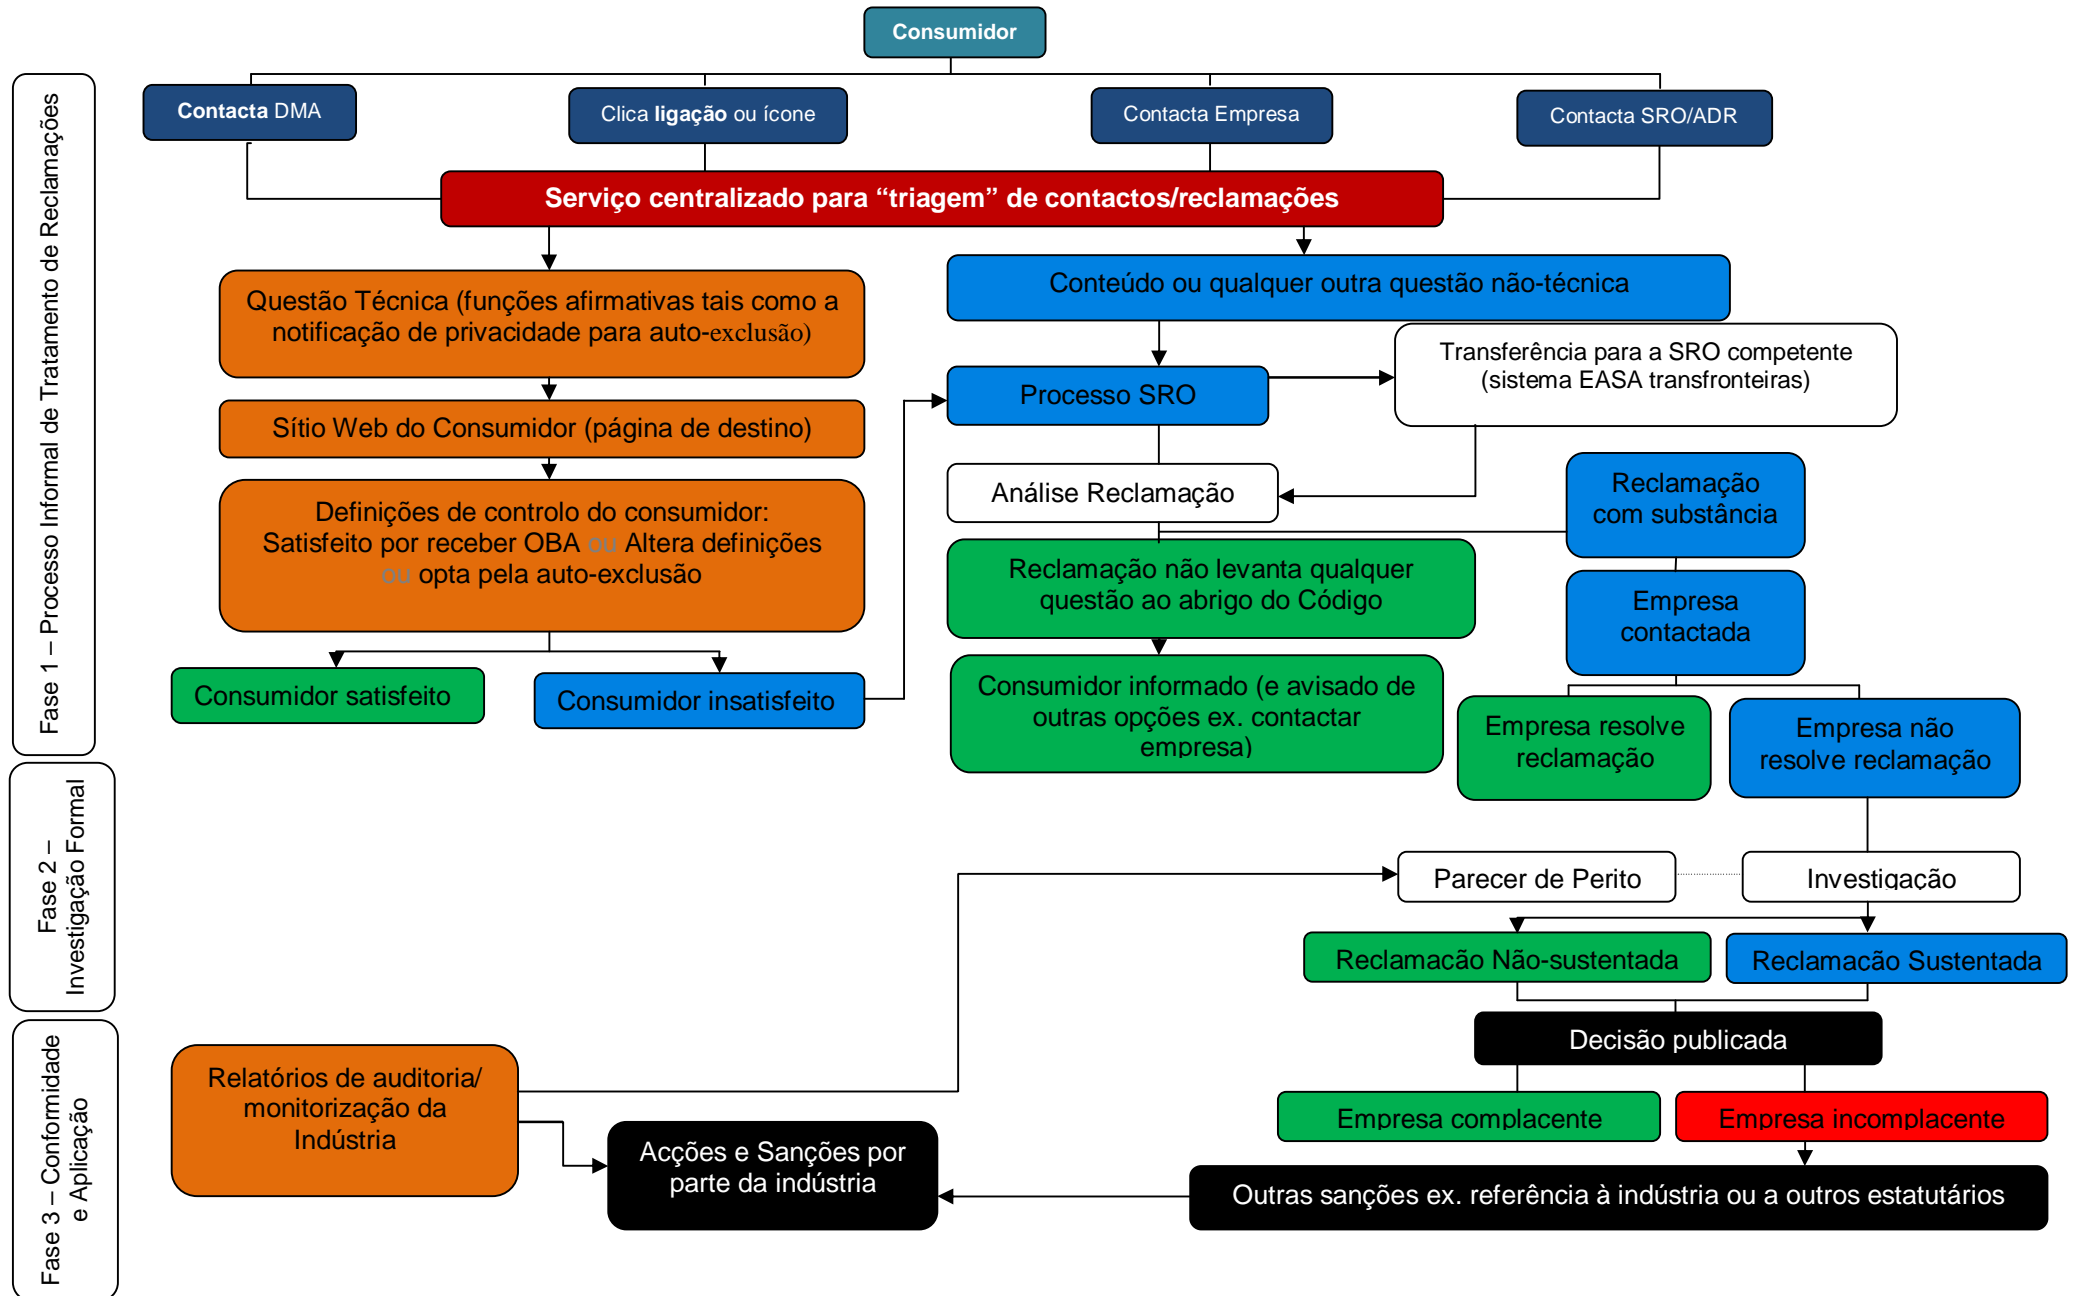 Consumidor
Contacta DMA
Clica ligação ou ícone
Contacta Empresa
Contacta SRO/ADR
Serviço centralizado para “triagem” de contactos/reclamações
Fase 1 – Processo Informal de Tratamento de Reclamações
Questão Técnica (funções afirmativas tais como a
notificação de privacidade para auto-exclusão)
Sítio Web do Consumidor (página de destino)
Definições de controlo do consumidor:
Satisfeito por receber OBA ou Altera definições
ou opta pela auto-exclusão
Consumidor satisfeito
Consumidor insatisfeito
Conteúdo ou qualquer outra questão não-técnica
Processo SRO
Transferência para a SRO competente
(sistema EASA transfronteiras)
Análise Reclamação
Reclamação
com substância
Reclamação não levanta qualquer
questão ao abrigo do Código
Empresa
contactada
Consumidor informado (e avisado de
outras opções ex. contactar
empresa)
Empresa resolve
reclamação
Empresa não
resolve reclamação
Fase 2 –
Investigação Formal
Parecer de Perito
Investigação
Reclamação Não-sustentada
Reclamação Sustentada
Fase 3 – Conformidade
e Aplicação
Decisão publicada
Relatórios de auditoria/
monitorização da
Indústria
Empresa complacente
Empresa incomplacente
Acções e Sanções por
parte da indústria
Outras sanções ex. referência à indústria ou a outros estatutários